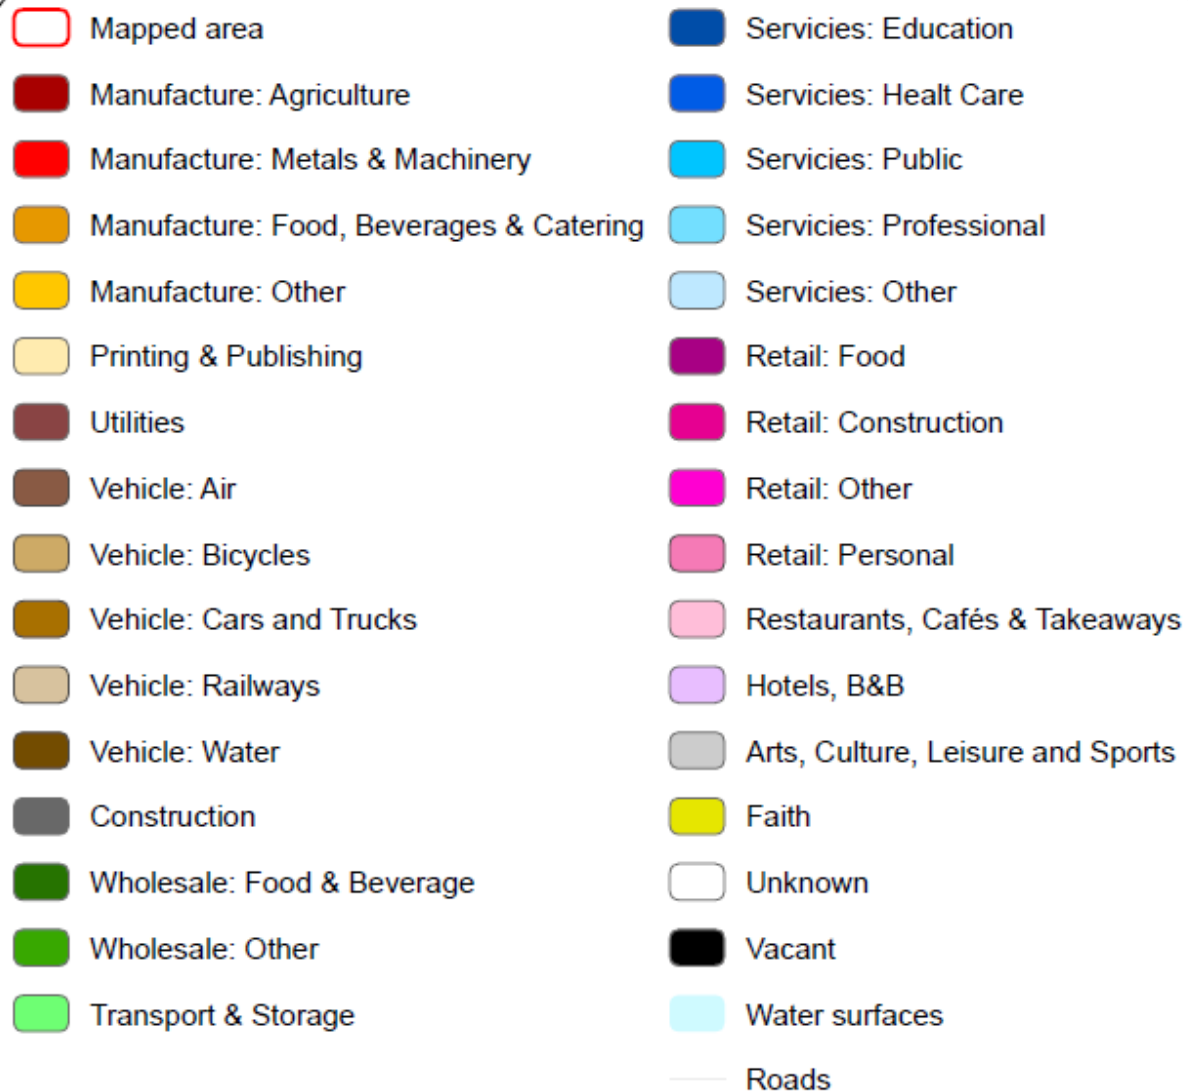 Mapped area
Manufacture: Agriculture
Manufacture: Metals & Machinery
Manufacture: Food, Beverages & Catering
Manufacture: Other
Printing & Publishing
Utilities
Vehicle: Air
Vehicle: Bicycles
Vehicle: Cars and Trucks
Vehicle: Railways
Vehicle: Water
Construction
Wholesale: Food & Beverage
Wholesale: Other
Transport & Storage
Servicies: Education
Servicies: Healt Care
Servicies: Public
Servicies: Professional
Servicies: Other
Retail: Food
Retail: Construction
Retail: Other
Retail: Personal
Restaurants, Cafés & Takeaways
Hotels, B&B
Arts, Culture, Leisure and Sports
Faith
Unknown
Vacant
Water surfaces
Roads